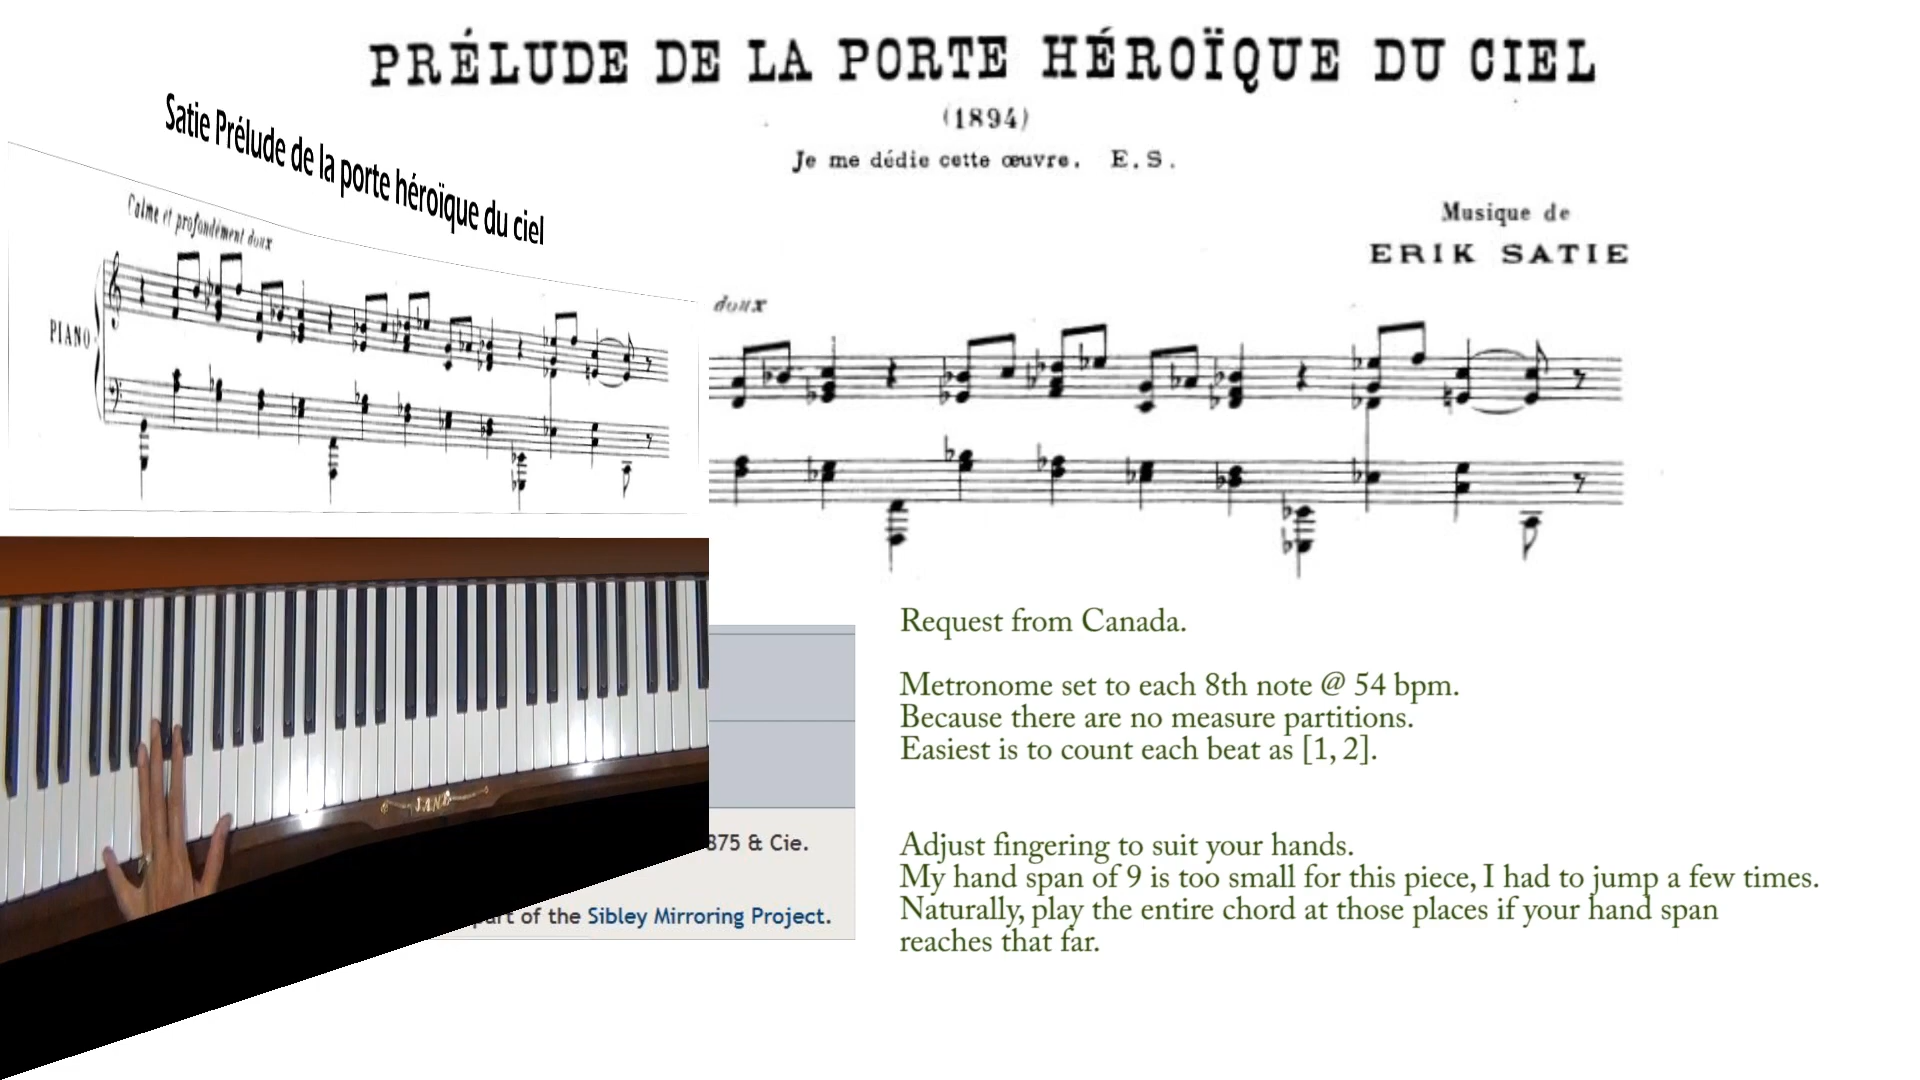 PRÉLUDE DE LA PORTE HÉROÏQUE DU CIEL
(1894)
Je me dédie cette œuvre. E.S.
Satie Prélude de la porte héroïque du ciel
Musique de
ERIK SATIE
Calme et profondément doux
doux
PIANO
Request from Canada.
Metronome set to each 8th note @ 54 bpm.
Because there are no measure partitions.
Easiest is to count each beat as [1, 2].
875 & Cie.
part of the Sibley Mirroring Project.
Adjust fingering to suit your hands.
My hand span of 9 is too small for this piece, I had to jump a few times.
Naturally, play the entire chord at those places if your hand span
reaches that far.